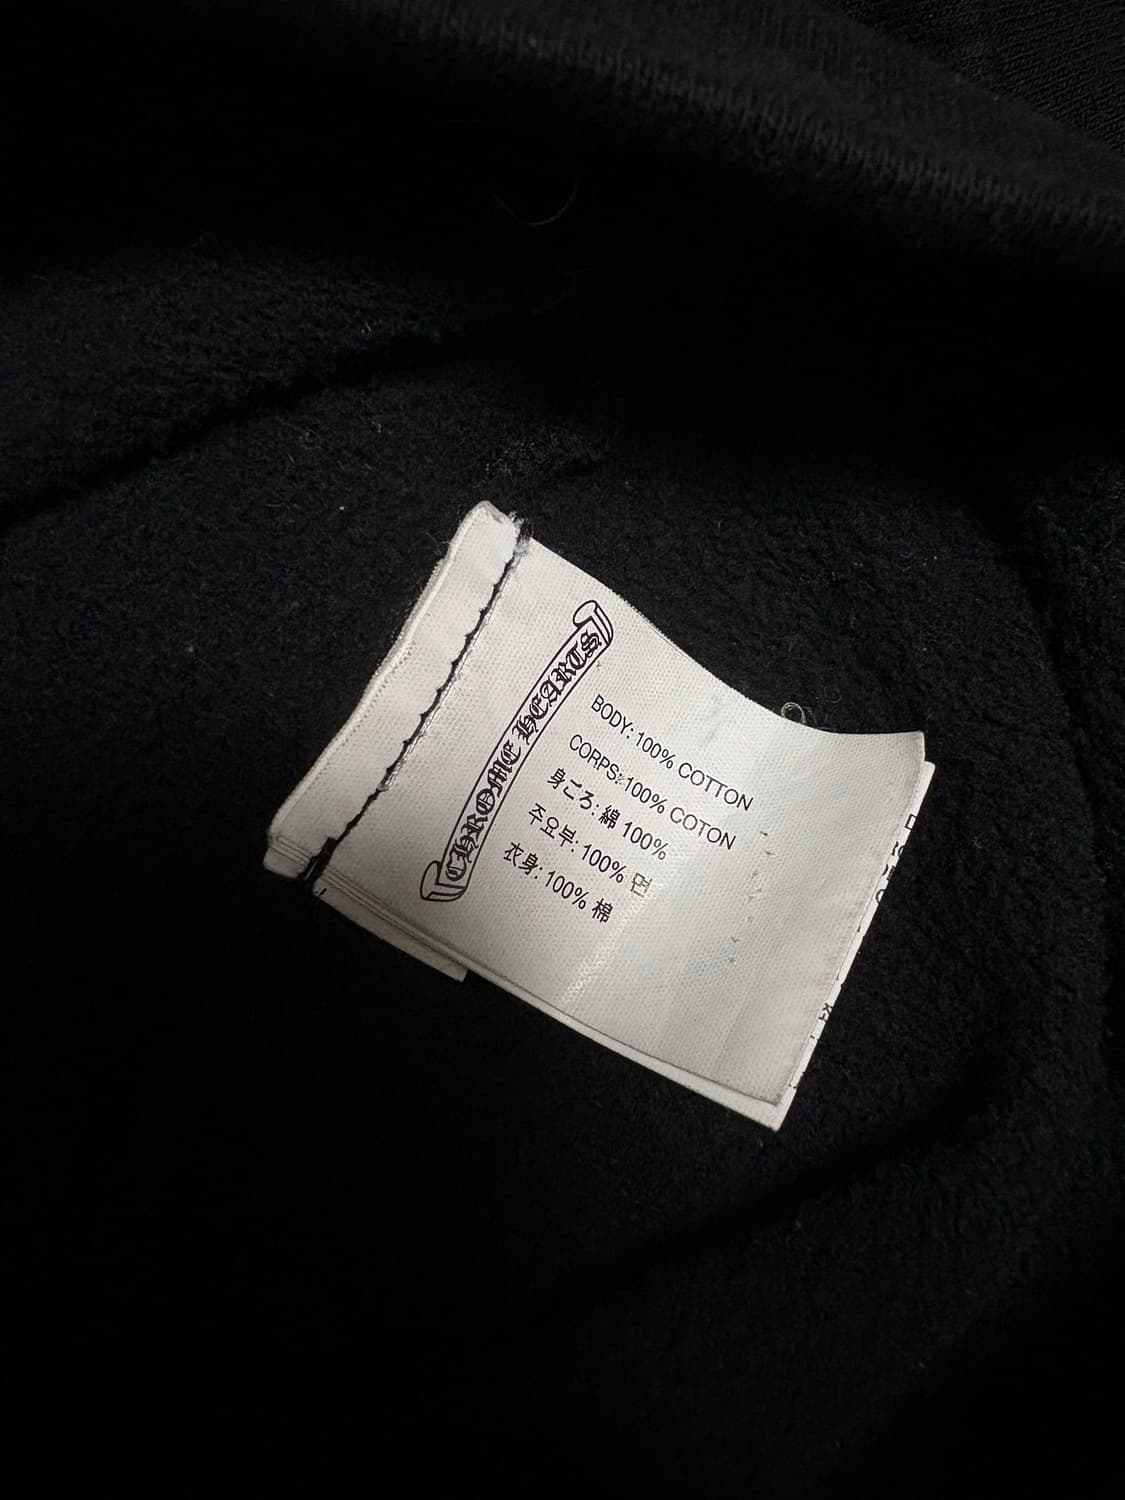 CHROME HEARTS
BODY: 100% COTTON
CORPS: 100% COTON
身ごろ: 綿 100%
주요부: 100% 면
衣身: 100% 棉